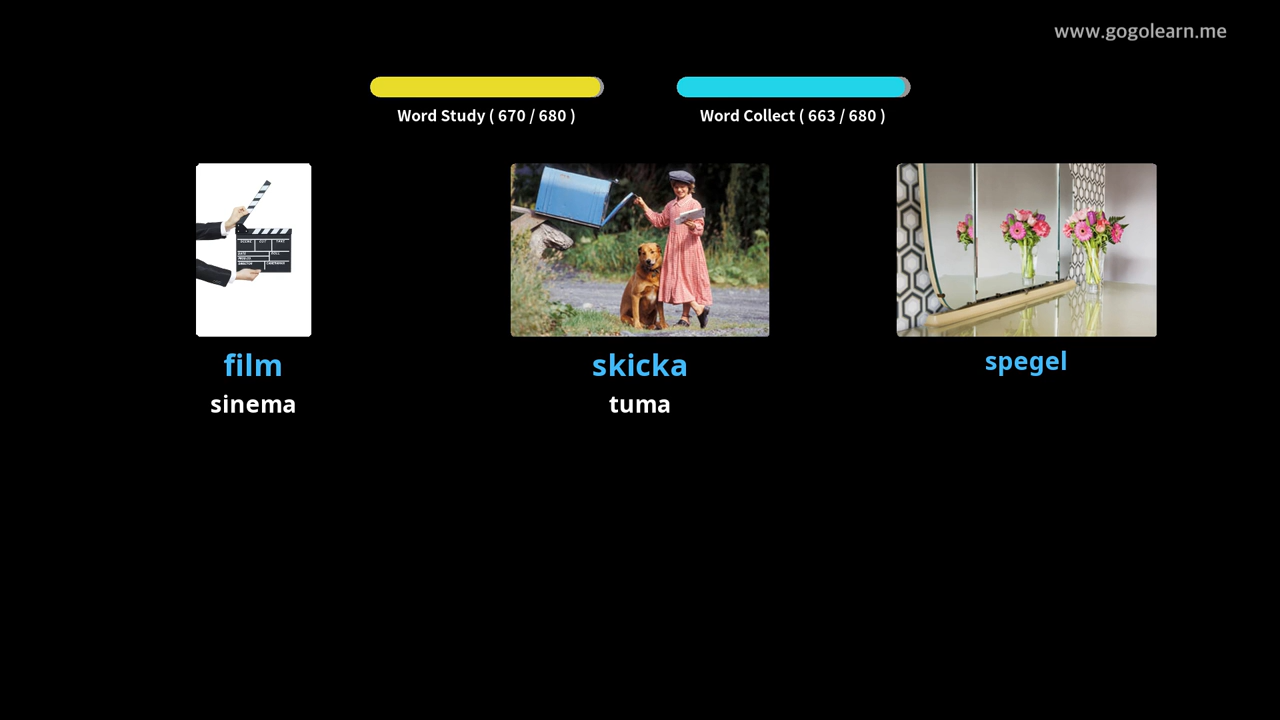 www.gogolearn.me
Word Study ( 670 / 680 )
Word Collect ( 663 / 680 )
film
skicka
spegel
sinema
tuma